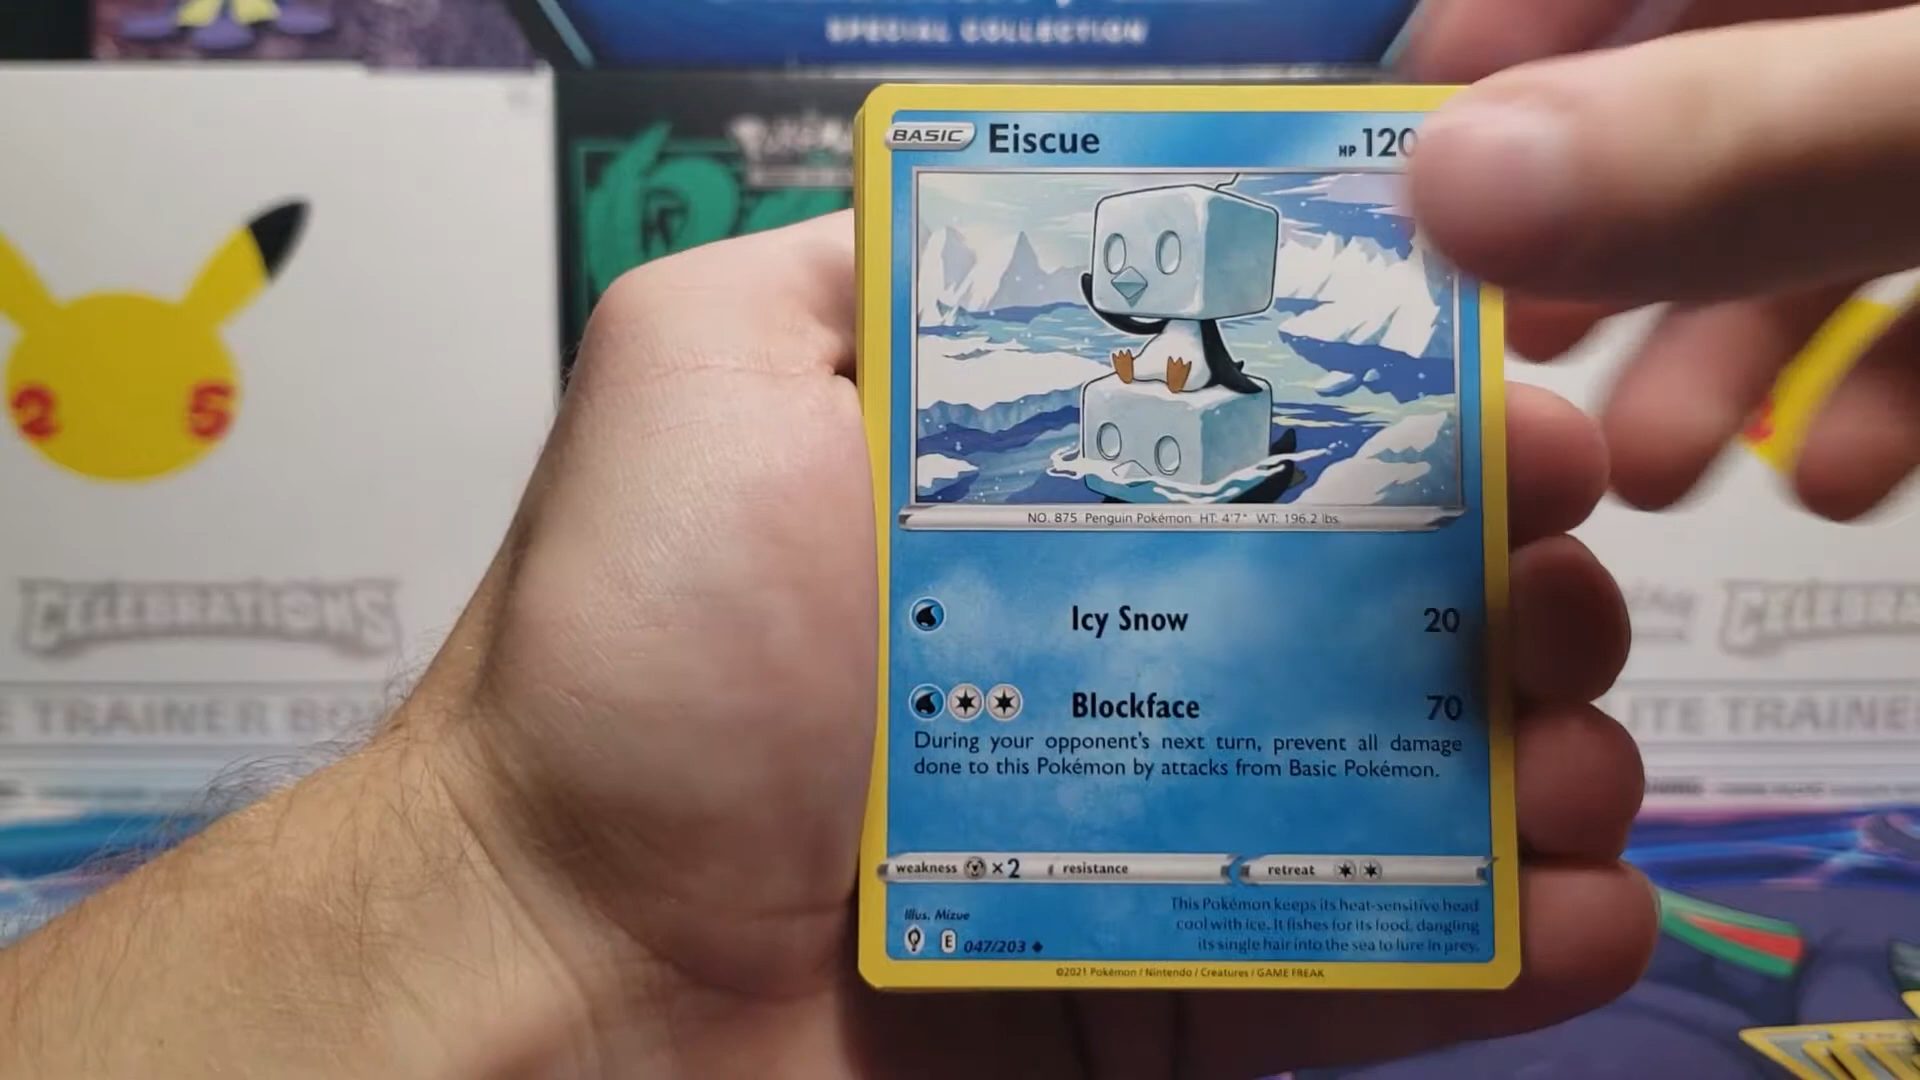 SPECIAL COLLECTION
BASIC Eiscue HP 120
NO. 875 Penguin Pokémon HT: 4'7" WT: 196.2 lbs.
Icy Snow 20
Blockface 70
During your opponent's next turn, prevent all damage
done to this Pokémon by attacks from Basic Pokémon.
weakness ×2 resistance retreat
Illus. Mizue
E 047/203
This Pokémon keeps its heat-sensitive head
cool with ice. It fishes for its food, dangling
its single hair into the sea to lure in prey.
©2021 Pokémon / Nintendo / Creatures / GAME FREAK
25
CELEBRATIONS
TRAINER
CELEBRA
ITE TRAINE